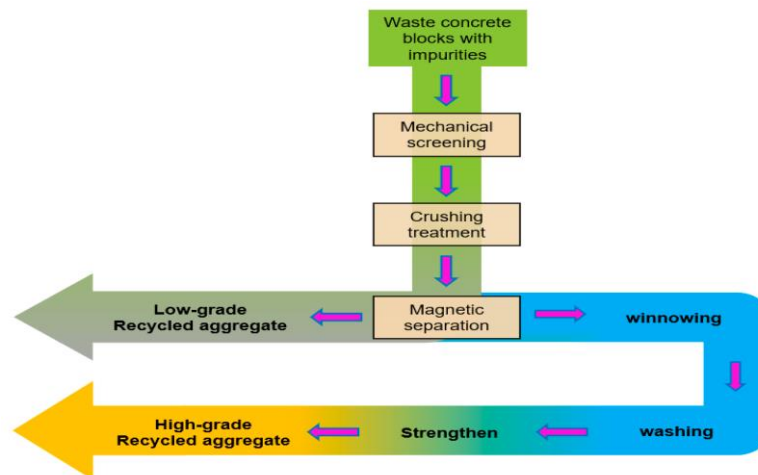 Waste concrete
blocks with
impurities
Mechanical
screening
Crushing
treatment
Low-grade
Recycled aggregate
Magnetic
separation
winnowing
High-grade
Recycled aggregate
Strengthen
washing